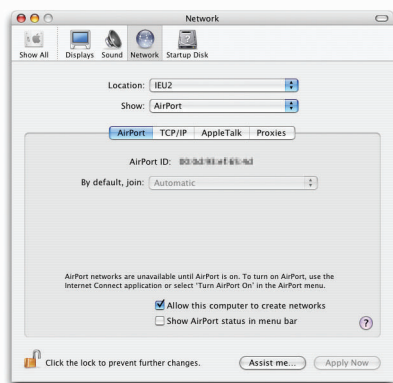 Network
Show All Displays Sound Network Startup Disk
Location: IEU2
Show: AirPort
AirPort TCP/IP AppleTalk Proxies
AirPort ID:
By default, join: Automatic
AirPort networks are unavailable until AirPort is on. To turn on AirPort, use the
Internet Connect application or select 'Turn AirPort On' in the AirPort menu.
Allow this computer to create networks
Show AirPort status in menu bar
?
Click the lock to prevent further changes. Assist me... Apply Now